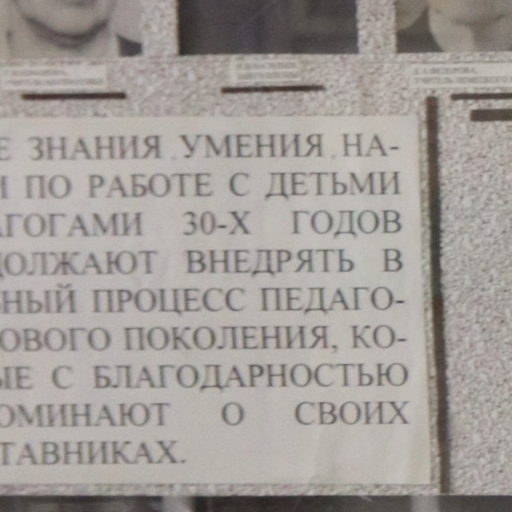 Е ЗНАНИЯ УМЕНИЯ НА-
И ПО РАБОТЕ С ДЕТЬМИ
АГОГАМИ 30-Х ГОДОВ
ДОЛЖАЮТ ВНЕДРЯТЬ В
ЬНЫЙ ПРОЦЕСС ПЕДАГО-
ОВОГО ПОКОЛЕНИЯ, КО-
ЫЕ С БЛАГОДАРНОСТЬЮ
ОМИНАЮТ О СВОИХ
ТАВНИКАХ.